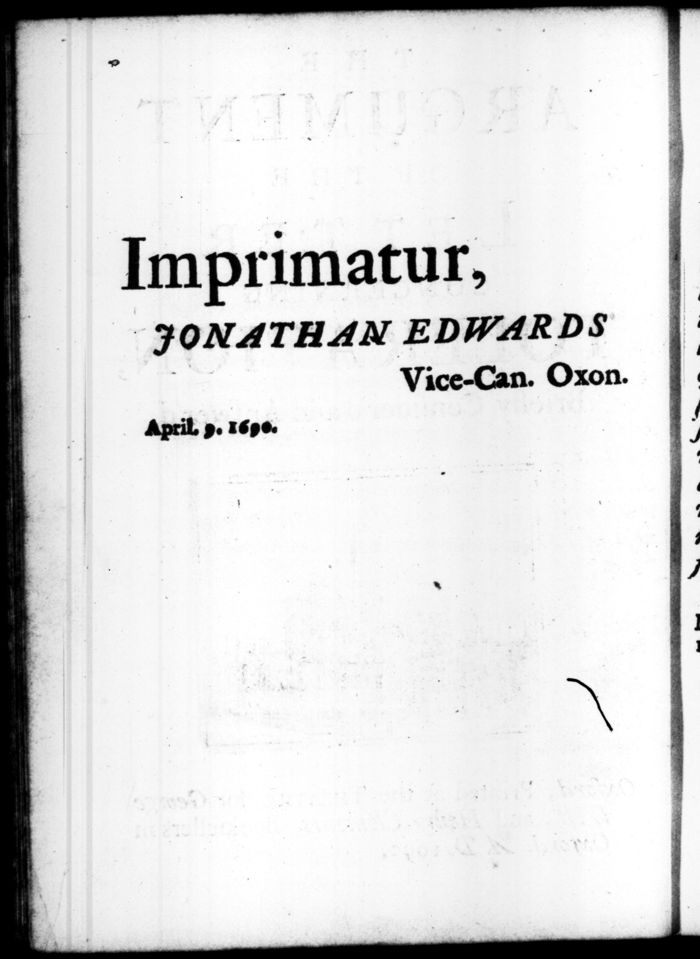 Imprimatur,
JONATHAN EDWARDS
Vice-Can. Oxon.
April. 9. 1690.